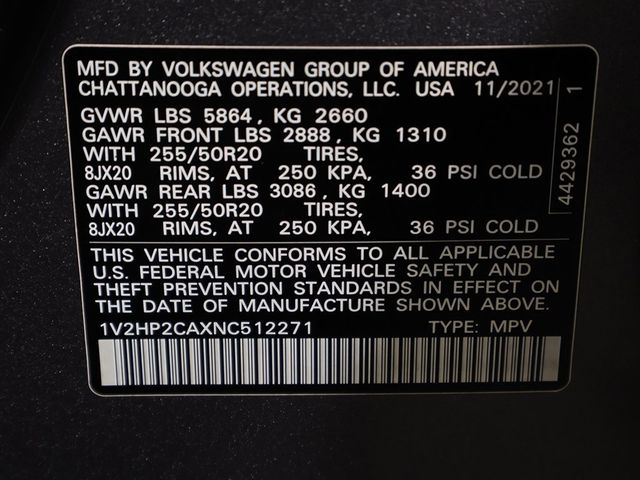 MFD BY VOLKSWAGEN GROUP OF AMERICA
CHATTANOOGA OPERATIONS, LLC. USA 11/2021
GVWR LBS 5864, KG 2660
GAWR FRONT LBS 2888, KG 1310
WITH 255/50R20 TIRES,
8JX20 RIMS, AT 250 KPA, 36 PSI COLD
GAWR REAR LBS 3086, KG 1400
WITH 255/50R20 TIRES,
8JX20 RIMS, AT 250 KPA, 36 PSI COLD
THIS VEHICLE CONFORMS TO ALL APPLICABLE
U.S. FEDERAL MOTOR VEHICLE SAFETY AND
THEFT PREVENTION STANDARDS IN EFFECT ON
THE DATE OF MANUFACTURE SHOWN ABOVE.
1V2HP2CAXNC512271 TYPE: MPV
4429362 1